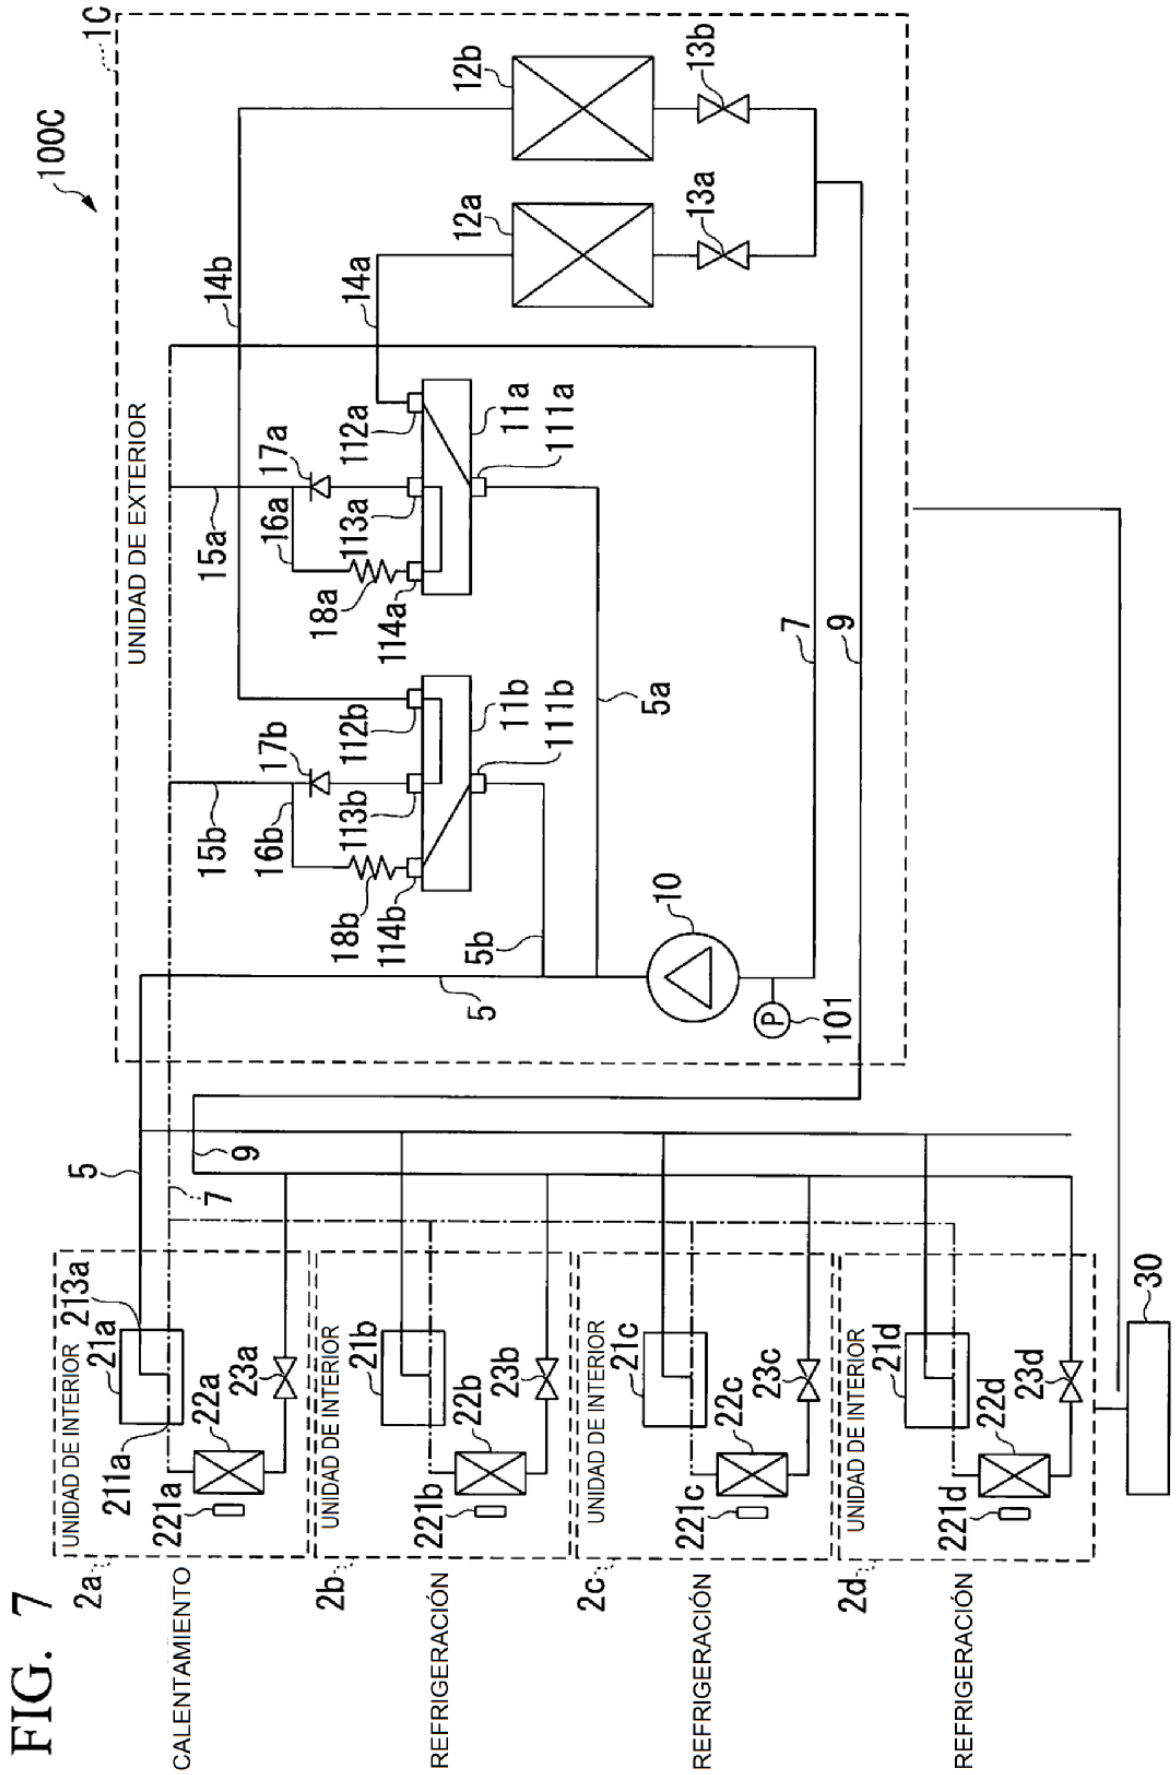 FIG. 7
100C
1C
UNIDAD DE EXTERIOR
12b
13b
12a
13a
14b
14a
15a
16a
17a
18a
112a
113a
114a
11a
111a
15b
16b
17b
18b
112b
113b
114b
11b
111b
5a
5b
5
7
9
10
P
101
5
7
9
UNIDAD DE INTERIOR
21a
213a
211a
22a
221a
23a
2a
CALENTAMIENTO
UNIDAD DE INTERIOR
21b
22b
221b
23b
2b
REFRIGERACIÓN
UNIDAD DE INTERIOR
21c
22c
221c
23c
2c
REFRIGERACIÓN
UNIDAD DE INTERIOR
21d
22d
221d
23d
2d
REFRIGERACIÓN
30